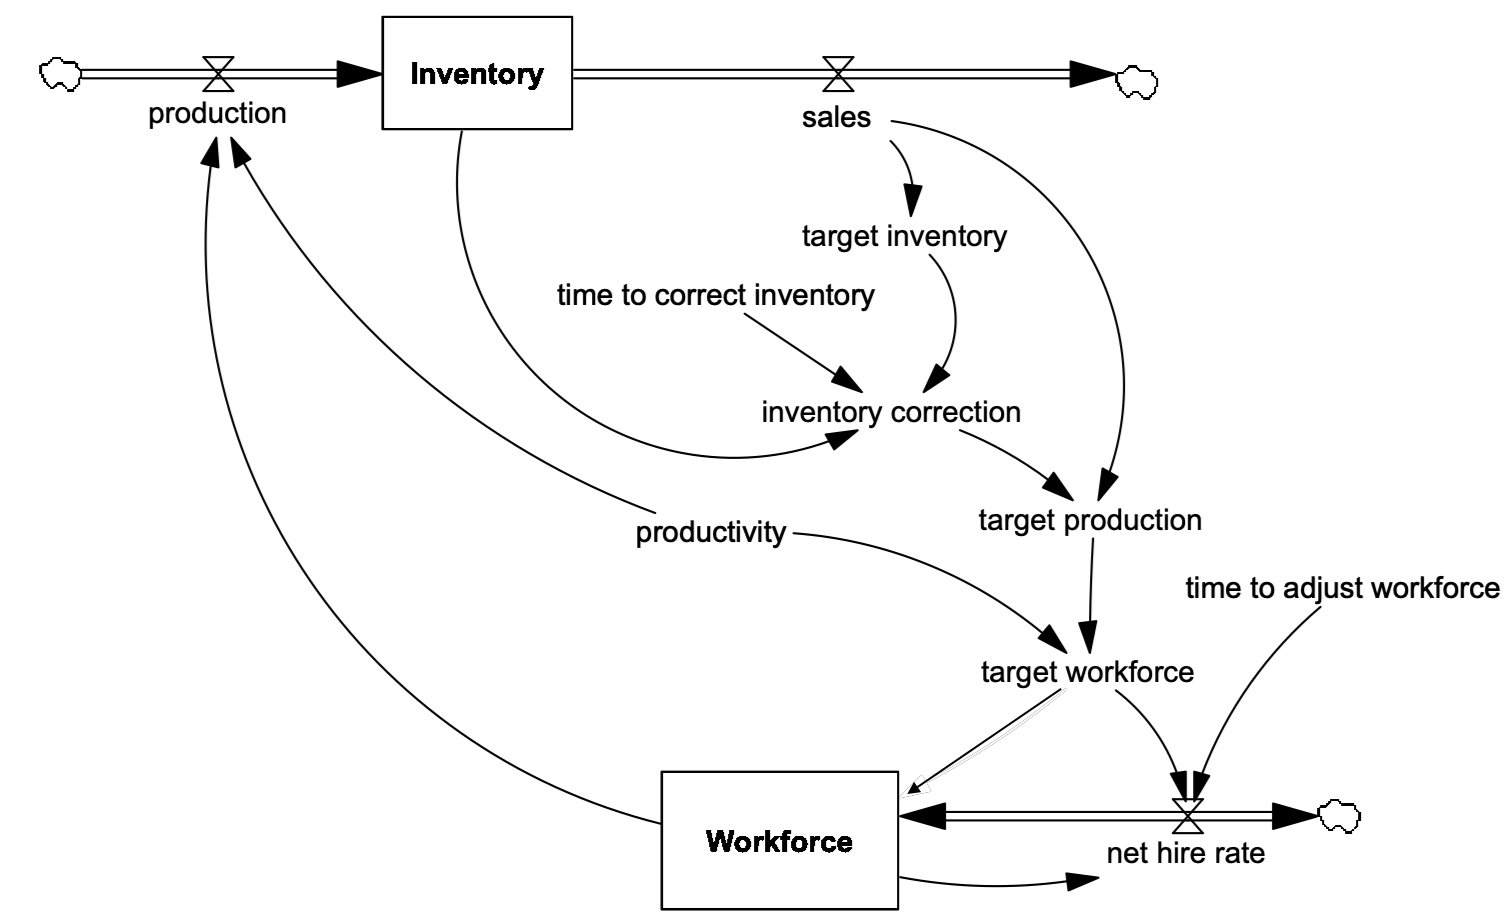 Inventory
production
sales
target inventory
time to correct inventory
inventory correction
target production
productivity
time to adjust workforce
target workforce
Workforce
net hire rate